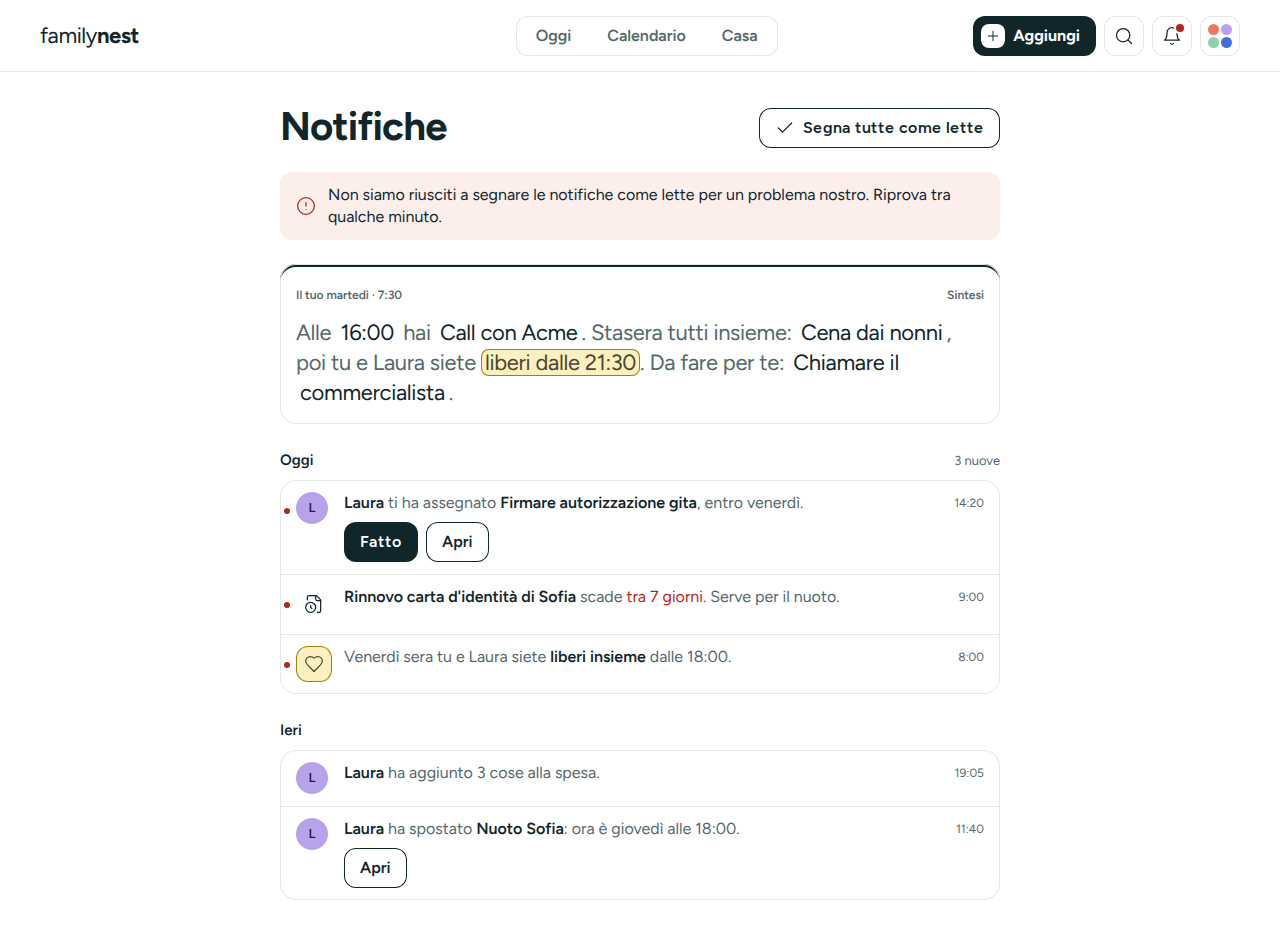 familynest
Oggi
Calendario
Casa
Aggiungi
Notifiche
Segna tutte come lette
Non siamo riusciti a segnare le notifiche come lette per un problema nostro. Riprova tra
qualche minuto.
Il tuo martedì · 7:30
Sintesi
Alle 16:00 hai Call con Acme. Stasera tutti insieme: Cena dai nonni,
poi tu e Laura siete liberi dalle 21:30. Da fare per te: Chiamare il
commercialista.
Oggi
3 nuove
L
Laura ti ha assegnato Firmare autorizzazione gita, entro venerdì.
14:20
Fatto
Apri
Rinnovo carta d'identità di Sofia scade tra 7 giorni. Serve per il nuoto.
9:00
Venerdì sera tu e Laura siete liberi insieme dalle 18:00.
8:00
Ieri
L
Laura ha aggiunto 3 cose alla spesa.
19:05
L
Laura ha spostato Nuoto Sofia: ora è giovedì alle 18:00.
11:40
Apri